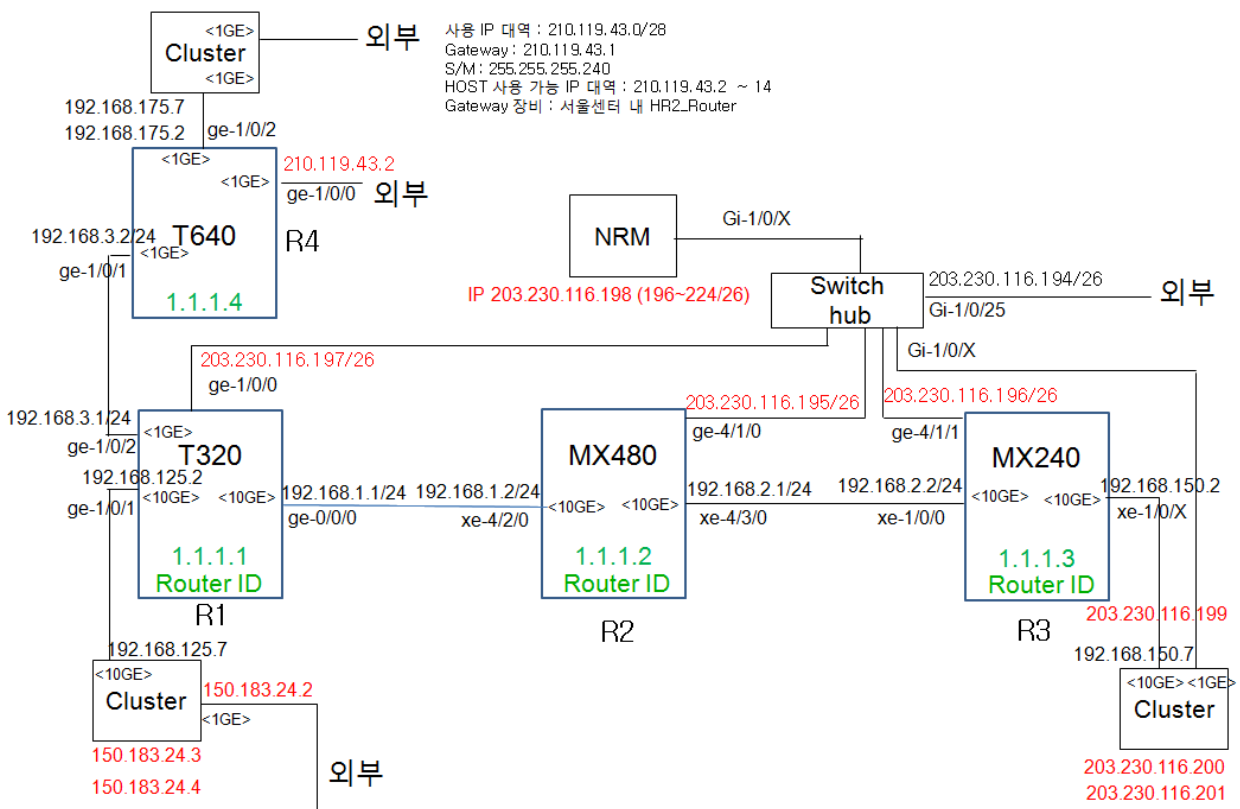 <1GE>
Cluster
<1GE>
외부
사용 IP 대역 : 210.119.43.0/28
Gateway : 210.119.43.1
S/M : 255.255.255.240
HOST 사용 가능 IP 대역 : 210.119.43.2 ~ 14
Gateway 장비 : 서울센터 내 HR2_Router
192.168.175.7
192.168.175.2
ge-1/0/2
<1GE>
<1GE>
210.119.43.2
ge-1/0/0
외부
192.168.3.2/24
T640
<1GE>
ge-1/0/1
R4
1.1.1.4
NRM
Gi-1/0/X
IP 203.230.116.198 (196~224/26)
Switch
hub
203.230.116.194/26
Gi-1/0/25
외부
Gi-1/0/X
203.230.116.197/26
ge-1/0/0
192.168.3.1/24
<1GE>
ge-1/0/2
T320
192.168.125.2
<10GE>
<10GE>
ge-1/0/1
192.168.1.1/24
ge-0/0/0
1.1.1.1
Router ID
R1
203.230.116.195/26
ge-4/1/0
MX480
192.168.1.2/24
xe-4/2/0
<10GE>
<10GE>
192.168.2.1/24
xe-4/3/0
1.1.1.2
Router ID
R2
203.230.116.196/26
ge-4/1/1
MX240
192.168.2.2/24
xe-1/0/0
<10GE>
<10GE>
192.168.150.2
xe-1/0/X
1.1.1.3
Router ID
R3
203.230.116.199
192.168.125.7
<10GE>
Cluster
150.183.24.2
<1GE>
150.183.24.3
150.183.24.4
외부
192.168.150.7
<10GE>
<1GE>
Cluster
203.230.116.200
203.230.116.201